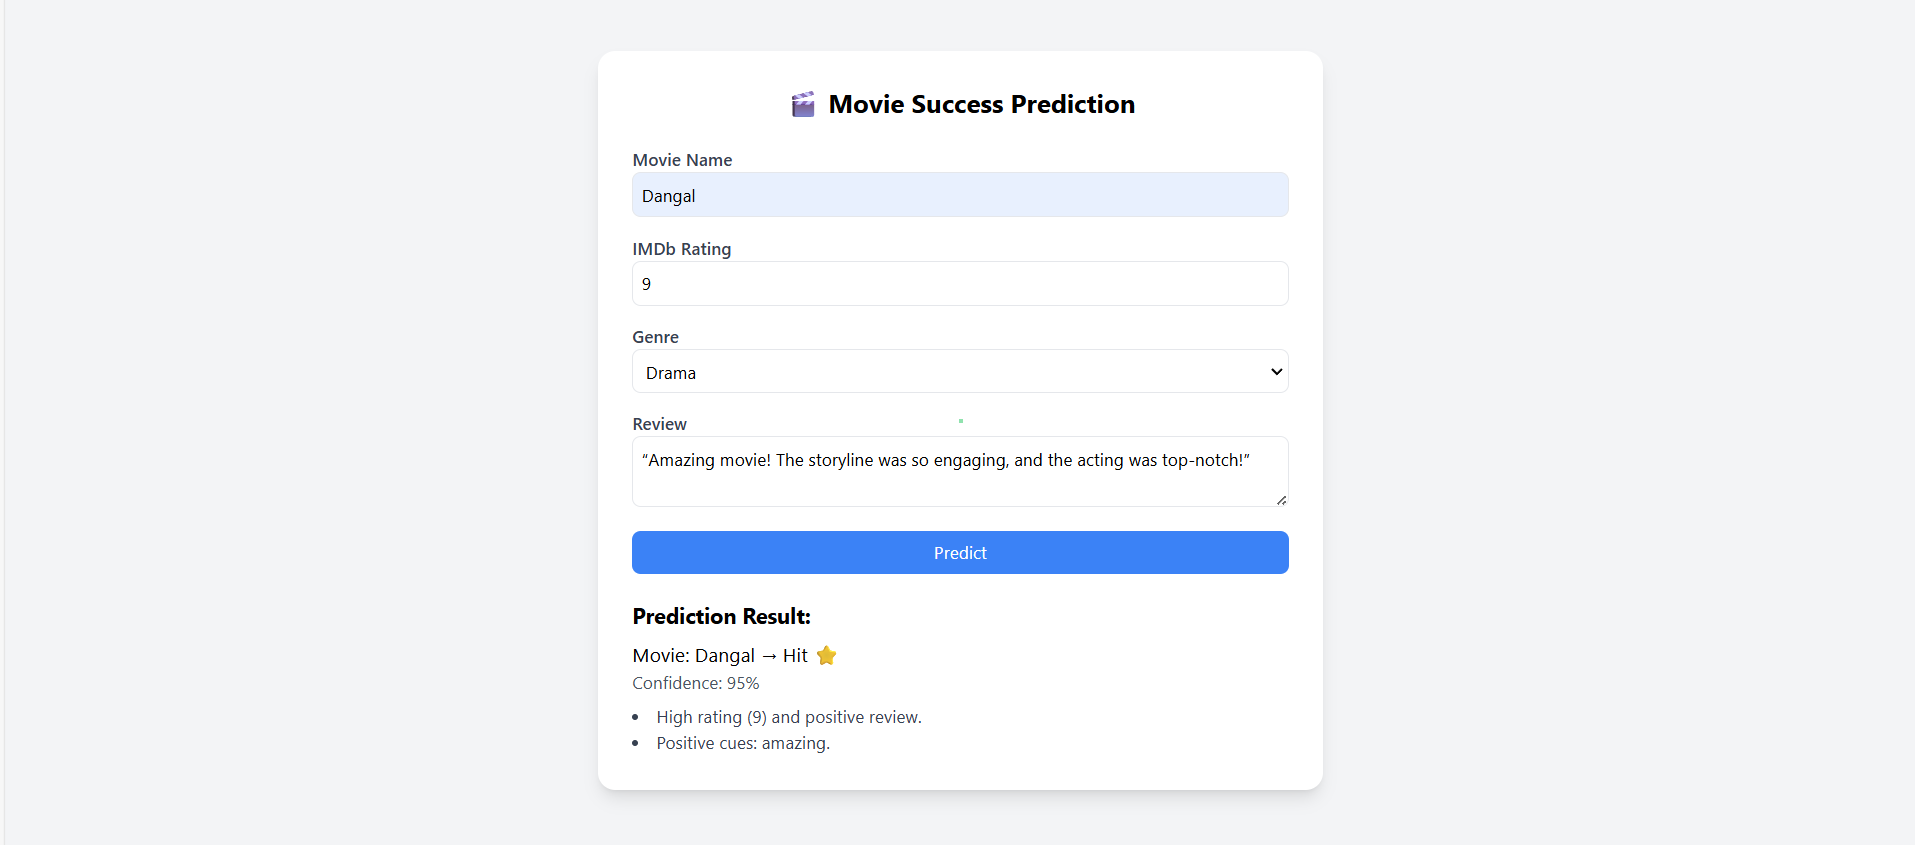 🎬 Movie Success Prediction
Movie Name
Dangal
IMDb Rating
9
Genre
Drama
Review
“Amazing movie! The storyline was so engaging, and the acting was top-notch!”
Predict
Prediction Result:
Movie: Dangal → Hit ⭐
Confidence: 95%
• High rating (9) and positive review.
• Positive cues: amazing.